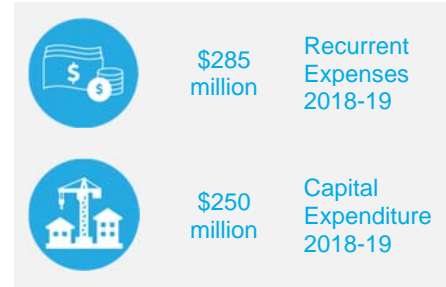 $285 million
Recurrent Expenses 2018-19
$250 million
Capital Expenditure 2018-19